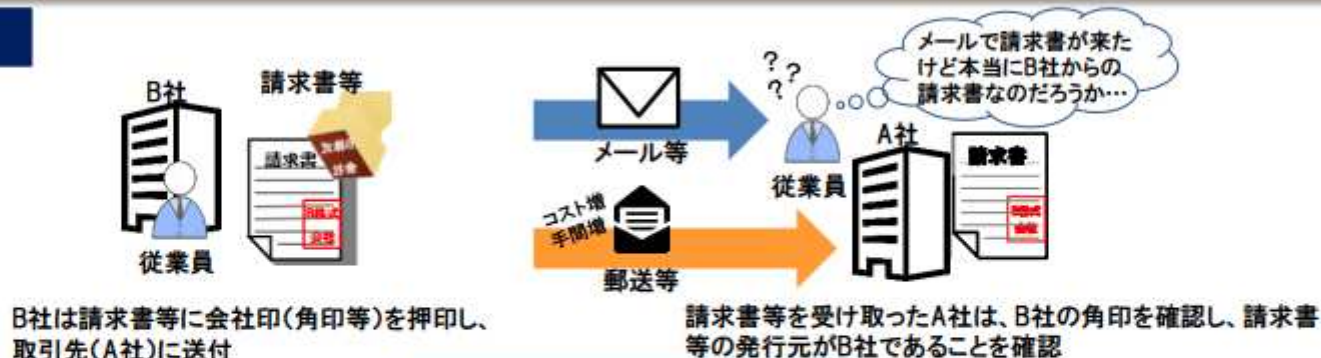 メールで請求書が来た
けど本当にB社からの
請求書なのだろうか…
? ? ?
B社
請求書等
請求書
メール等
A社
請求書
従業員
従業員
コスト増
手間増
郵送等
B社は請求書等に会社印(角印等)を押印し、
取引先(A社)に送付
請求書等を受け取ったA社は、B社の角印を確認し、請求書
等の発行元がB社であることを確認